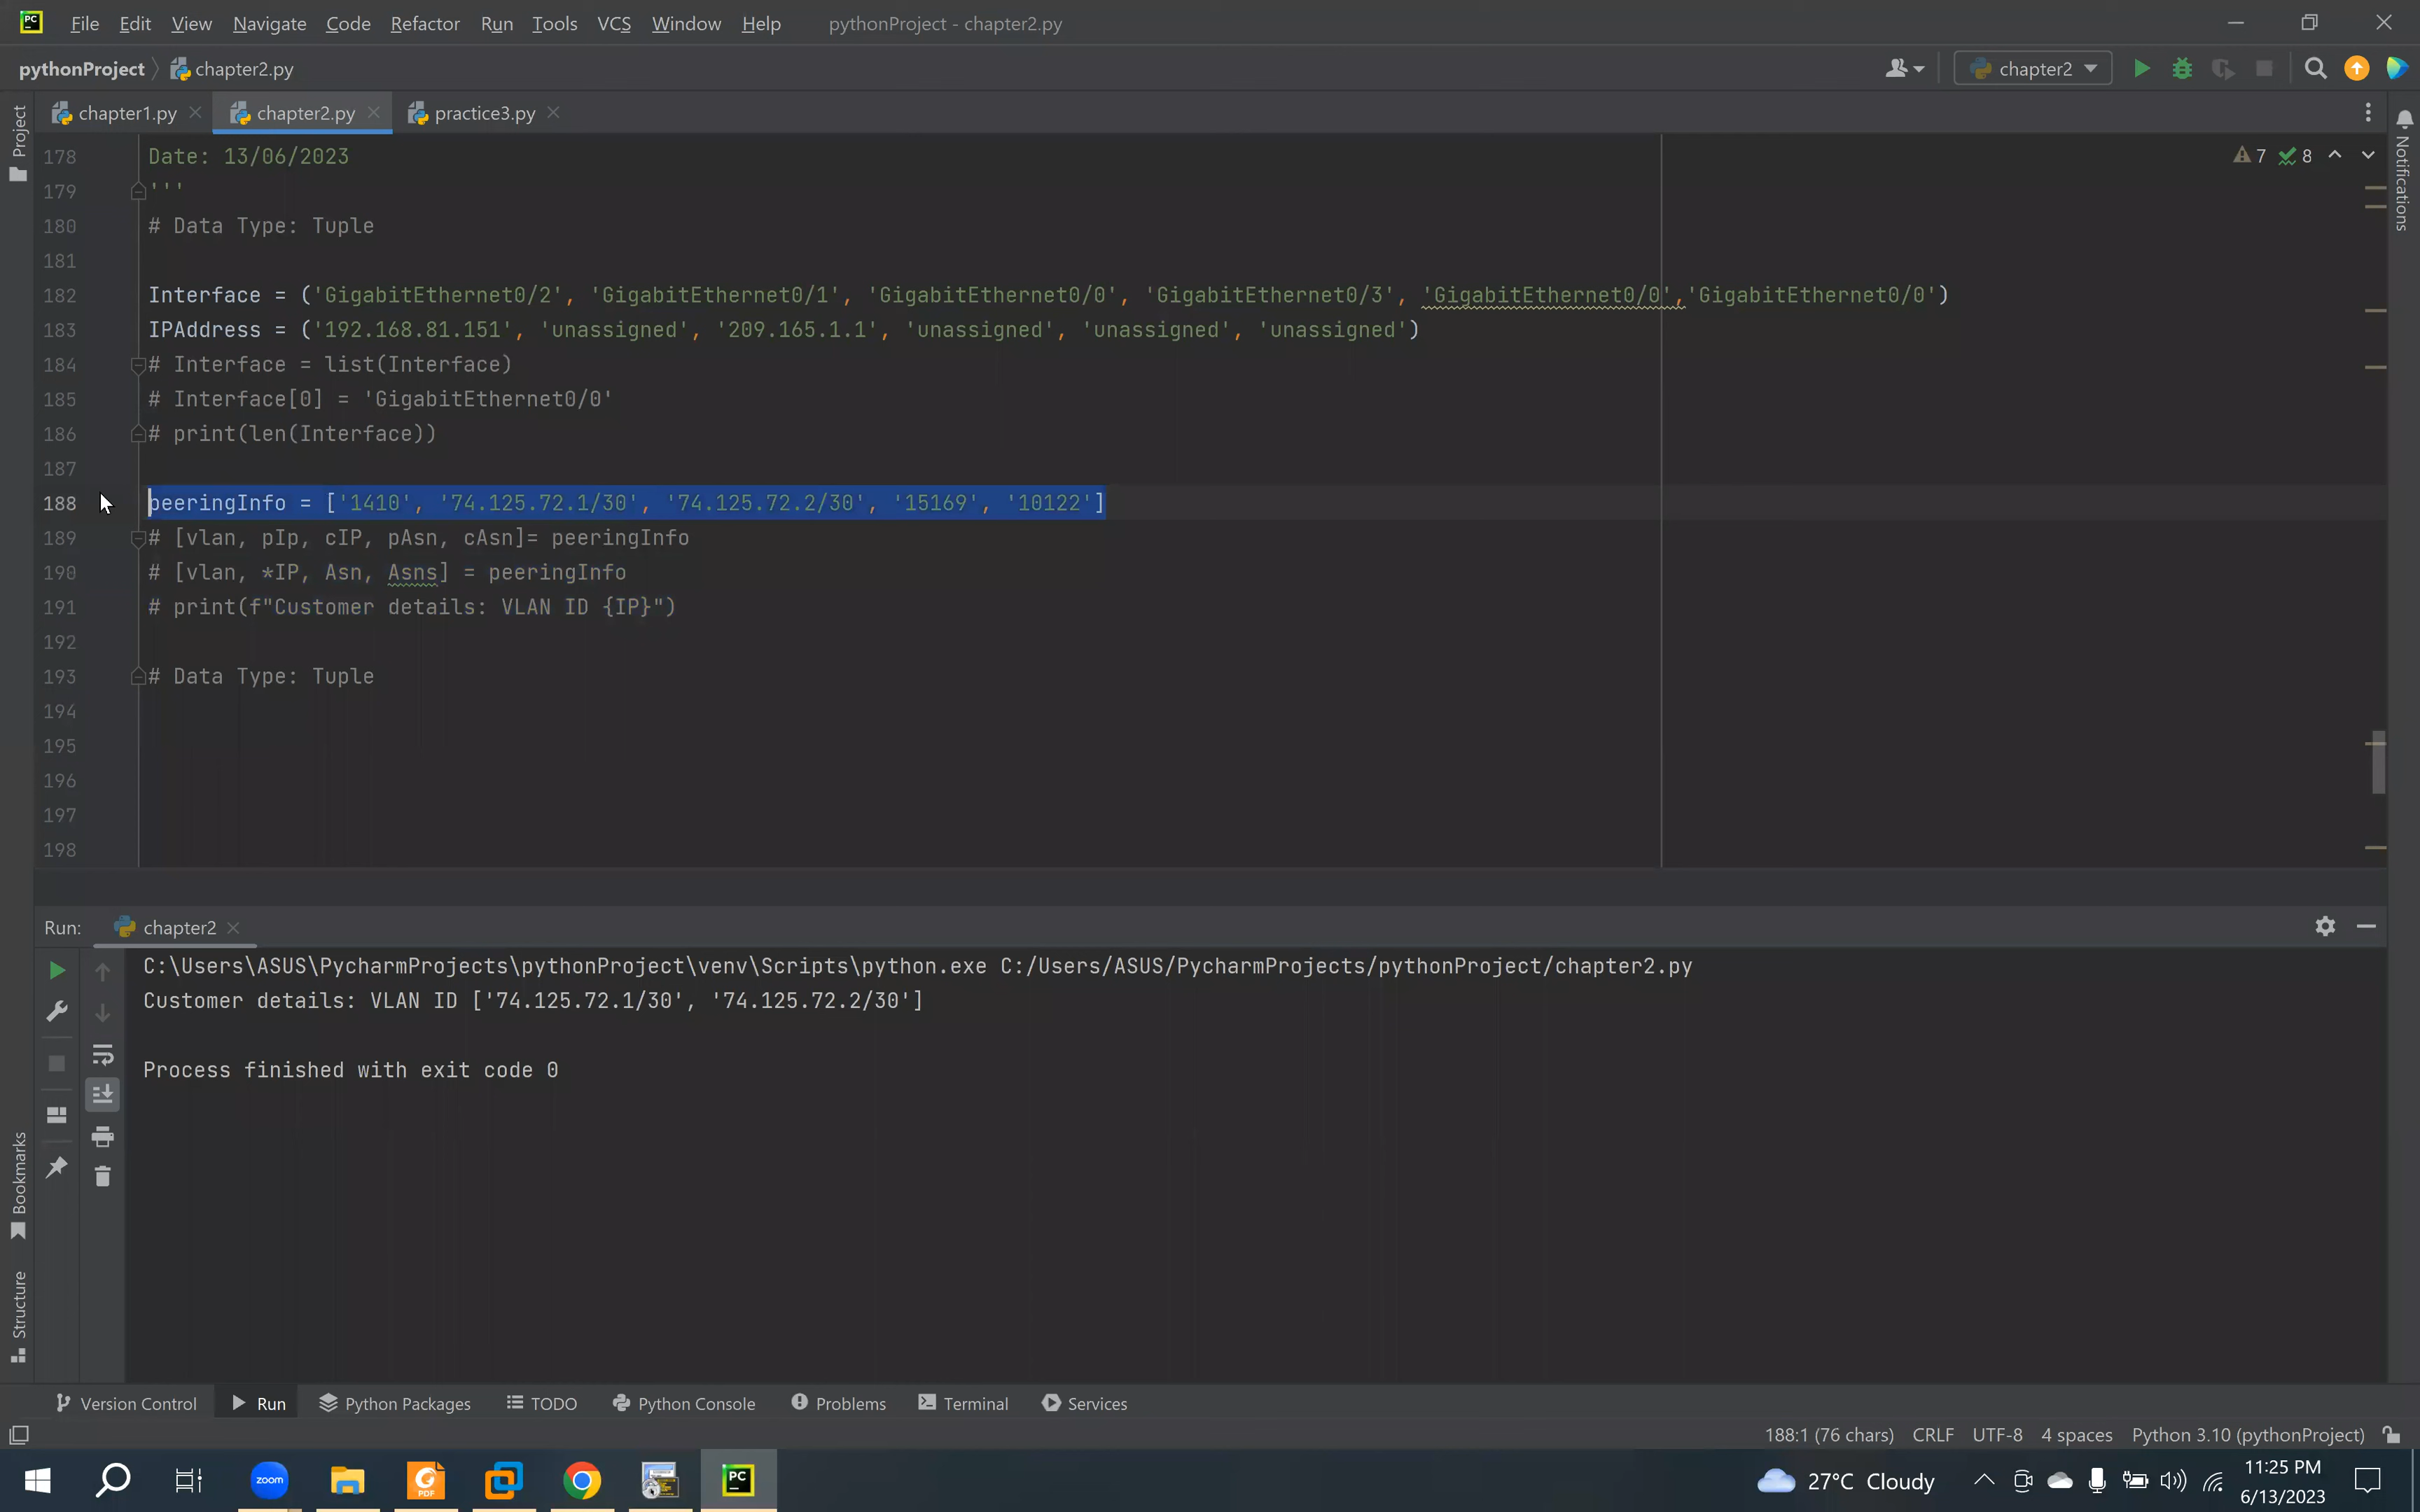 PC File Edit View Navigate Code Refactor Run Tools VCS Window Help pythonProject - chapter2.py
pythonProject chapter2.py chapter2
chapter1.py chapter2.py practice3.py
Project
Notifications
7 8
178 Date: 13/06/2023
179 '''
180 # Data Type: Tuple
181
182 Interface = ('GigabitEthernet0/2', 'GigabitEthernet0/1', 'GigabitEthernet0/0', 'GigabitEthernet0/3', 'GigabitEthernet0/0','GigabitEthernet0/0')
183 IPAddress = ('192.168.81.151', 'unassigned', '209.165.1.1', 'unassigned', 'unassigned', 'unassigned')
184 # Interface = list(Interface)
185 # Interface[0] = 'GigabitEthernet0/0'
186 # print(len(Interface))
187
188 peeringInfo = ['1410', '74.125.72.1/30', '74.125.72.2/30', '15169', '10122']
189 # [vlan, pIp, cIP, pAsn, cAsn]= peeringInfo
190 # [vlan, *IP, Asn, Asns] = peeringInfo
191 # print(f"Customer details: VLAN ID {IP}")
192
193 # Data Type: Tuple
194
195
196
197
198
Run: chapter2
C:\Users\ASUS\PycharmProjects\pythonProject\venv\Scripts\python.exe C:/Users/ASUS/PycharmProjects/pythonProject/chapter2.py
Customer details: VLAN ID ['74.125.72.1/30', '74.125.72.2/30']
Process finished with exit code 0
Bookmarks
Structure
Version Control Run Python Packages TODO Python Console Problems Terminal Services
188:1 (76 chars) CRLF UTF-8 4 spaces Python 3.10 (pythonProject)
zoom PDF PC 27°C Cloudy 11:25 PM
6/13/2023